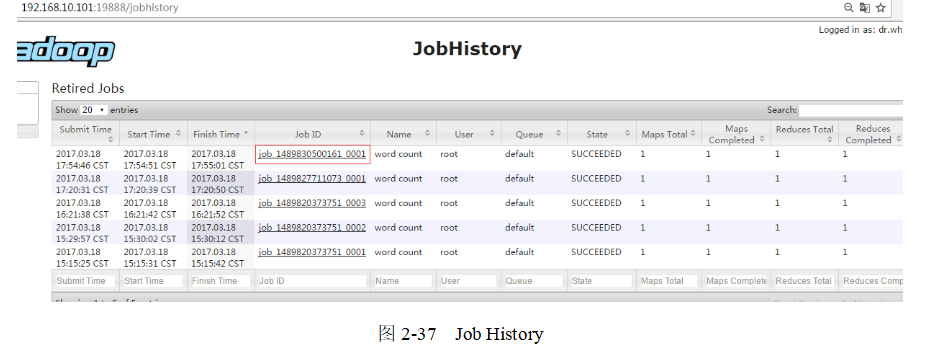 192.168.10.101:19888/jobhistory
Logged in as: dr.wh
adoop
JobHistory
Retired Jobs
Show 20 entries Search:
Submit Time Start Time Finish Time Job ID Name User Queue State Maps Total Maps Completed Reduces Total Reduces Completed
2017.03.18 17:54:46 CST 2017.03.18 17:54:51 CST 2017.03.18 17:55:01 CST job_1489830500161_0001 word count root default SUCCEEDED 1 1 1 1
2017.03.18 17:20:31 CST 2017.03.18 17:20:39 CST 2017.03.18 17:20:50 CST job_1489827711073_0001 word count root default SUCCEEDED 1 1 1 1
2017.03.18 16:21:38 CST 2017.03.18 16:21:42 CST 2017.03.18 16:21:52 CST job_1489820373751_0003 word count root default SUCCEEDED 1 1 1 1
2017.03.18 15:29:57 CST 2017.03.18 15:30:02 CST 2017.03.18 15:30:12 CST job_1489820373751_0002 word count root default SUCCEEDED 1 1 1 1
2017.03.18 15:15:25 CST 2017.03.18 15:15:31 CST 2017.03.18 15:15:42 CST job_1489820373751_0001 word count root default SUCCEEDED 1 1 1 1
Submit Time Start Time Finish Time Job ID Name User Queue State Maps Total Maps Complete Reduces Total Reduces Comp
图 2-37 Job History